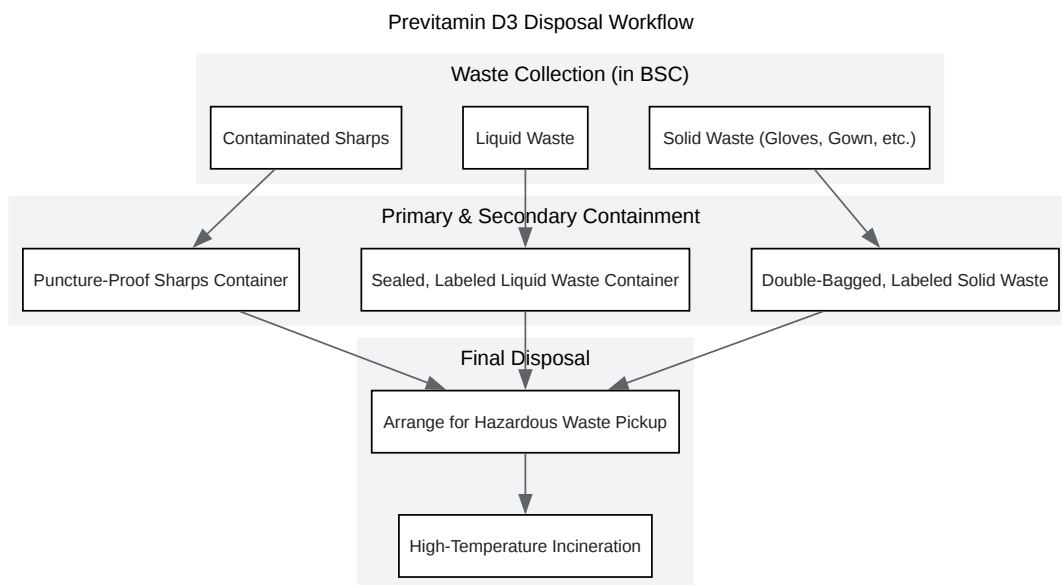 Previtamin D3 Disposal Workflow
Waste Collection (in BSC)
Contaminated Sharps
Liquid Waste
Solid Waste (Gloves, Gown, etc.)
Primary & Secondary Containment
Puncture-Proof Sharps Container
Sealed, Labeled Liquid Waste Container
Double-Bagged, Labeled Solid Waste
Final Disposal
Arrange for Hazardous Waste Pickup
High-Temperature Incineration